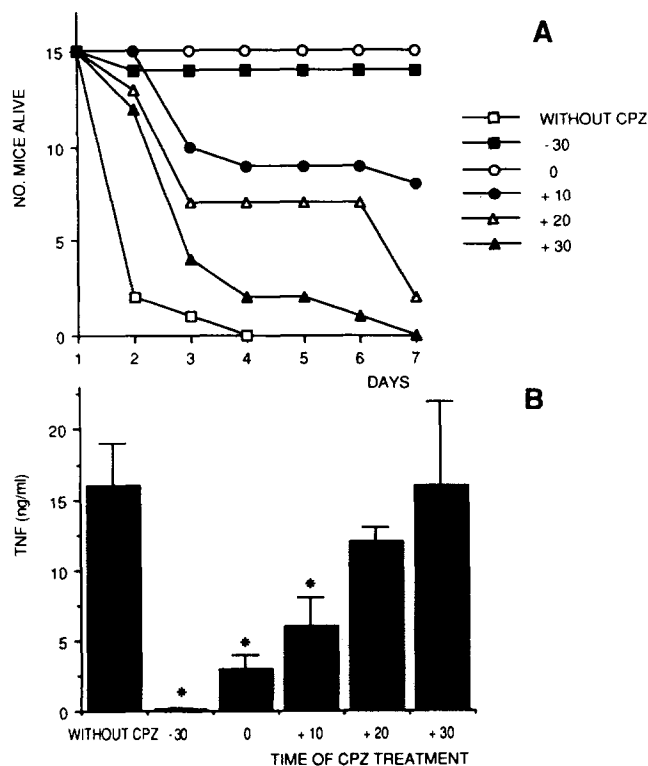 A
15
10
5
0
NO. MICE ALIVE
1 2 3 4 5 6 7
DAYS
WITHOUT CPZ
- 30
0
+ 10
+ 20
+ 30
B
20
15
10
5
0
TNF (ng/ml)
*
*
*
WITHOUT CPZ -30 0 + 10 + 20 + 30
TIME OF CPZ TREATMENT